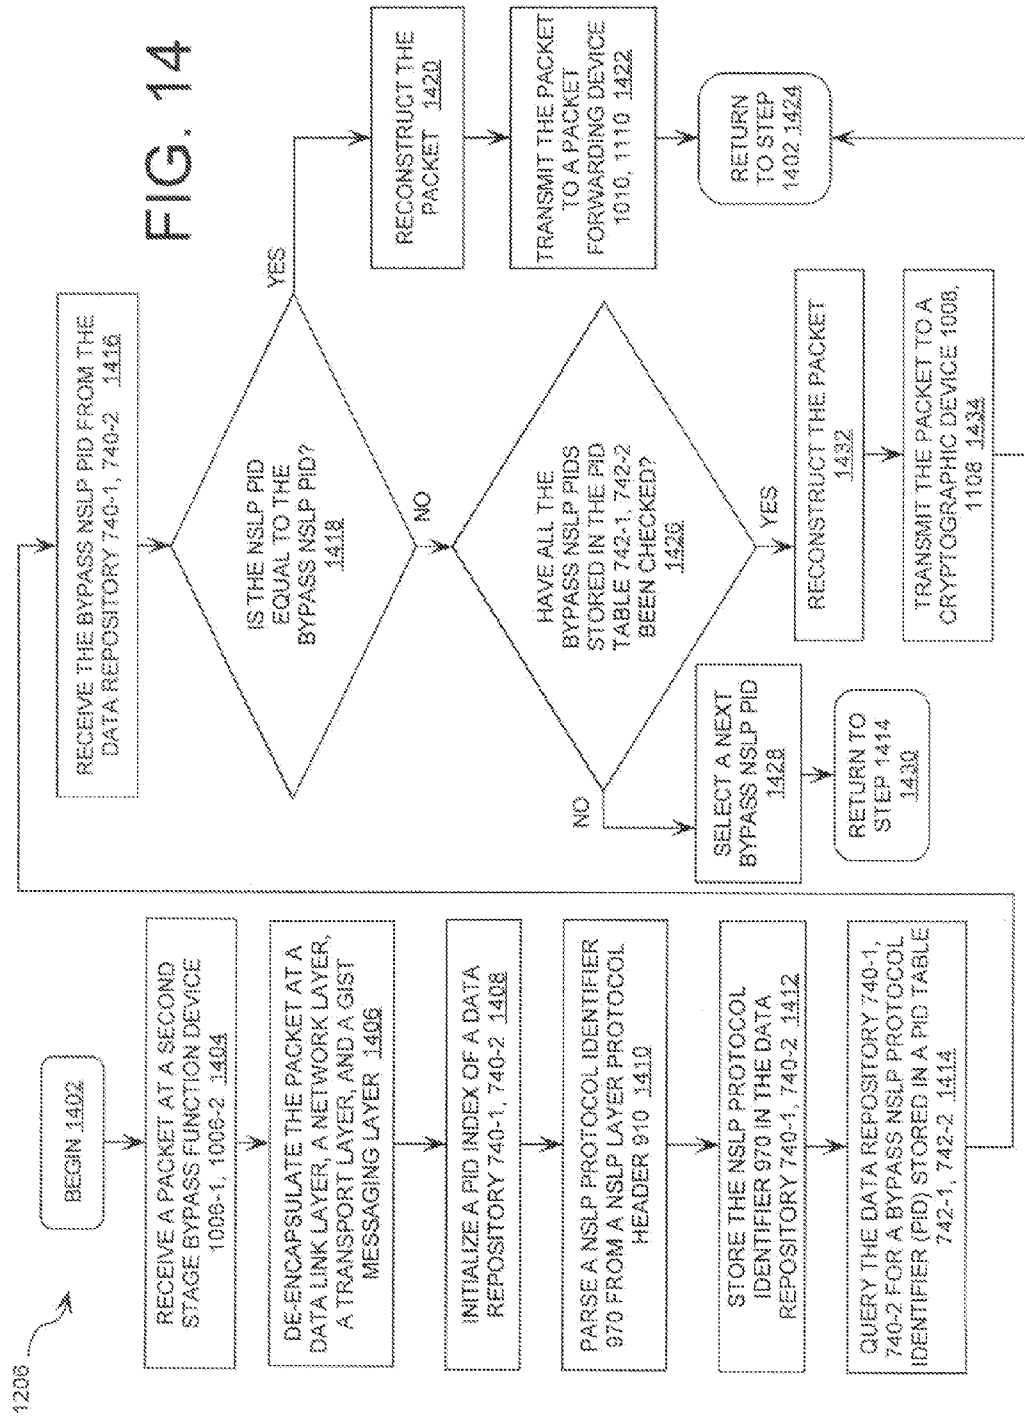 FIG. 14
1206
BEGIN 1402
RECEIVE A PACKET AT A SECOND
STAGE BYPASS FUNCTION DEVICE
1006-1, 1006-2 1404
DE-ENCAPSULATE THE PACKET AT A
DATA LINK LAYER, A NETWORK LAYER,
A TRANSPORT LAYER, AND A GIST
MESSAGING LAYER 1406
INITIALIZE A PID INDEX OF A DATA
REPOSITORY 740-1, 740-2 1408
PARSE A NSLP PROTOCOL IDENTIFIER
970 FROM A NSLP LAYER PROTOCOL
HEADER 910 1410
STORE THE NSLP PROTOCOL
IDENTIFIER 970 IN THE DATA
REPOSITORY 740-1, 740-2 1412
QUERY THE DATA REPOSITORY 740-1,
740-2 FOR A BYPASS NSLP PROTOCOL
IDENTIFIER (PID) STORED IN A PID TABLE
742-1, 742-2 1414
RECEIVE THE BYPASS NSLP PID FROM THE
DATA REPOSITORY 740-1, 740-2 1416
IS THE NSLP PID
EQUAL TO THE
BYPASS NSLP PID?
1418
YES
NO
RECONSTRUCT THE
PACKET 1420
TRANSMIT THE PACKET
TO A PACKET
FORWARDING DEVICE
1010, 1110 1422
RETURN
TO STEP
1402 1424
HAVE ALL THE
BYPASS NSLP PIDS
STORED IN THE PID
TABLE 742-1, 742-2
BEEN CHECKED?
1426
NO
YES
SELECT A NEXT
BYPASS NSLP PID
1428
RETURN TO
STEP 1414
1430
RECONSTRUCT THE PACKET
1432
TRANSMIT THE PACKET TO A
CRYPTOGRAPHIC DEVICE 1008,
1108 1434